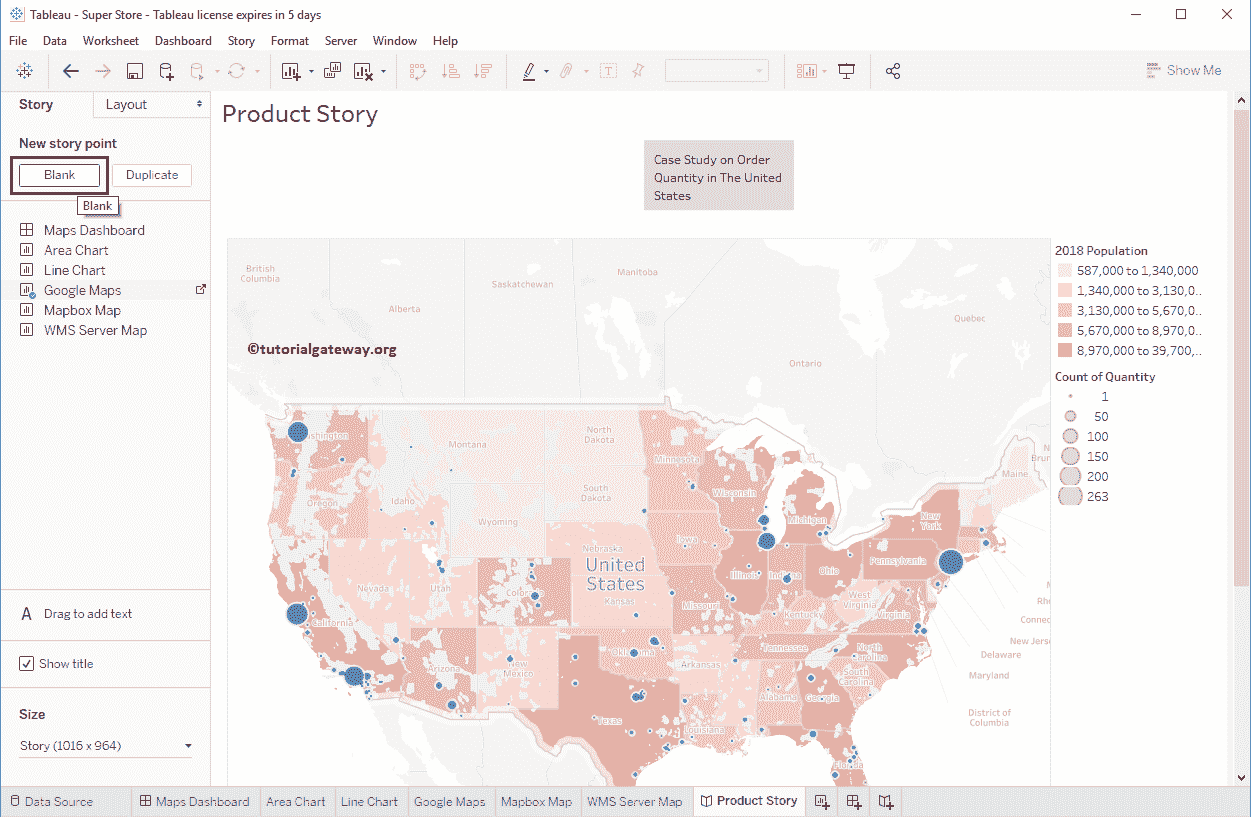 Tableau - Super Store - Tableau license expires in 5 days
File Data Worksheet Dashboard Story Format Server Window Help
Show Me
Story Layout
New story point
Blank Duplicate
Blank
Maps Dashboard
Area Chart
Line Chart
Google Maps
Mapbox Map
WMS Server Map
A Drag to add text
Show title
Size
Story (1016 x 964)
Product Story
Case Study on Order
Quantity in The United
States
British
Columbia
Alberta
Saskatchewan
Manitoba
Ontario
Québec
©tutorialgateway.org
Washington
Montana
North
Dakota
Minnesota
Maine
N
Brun
Oregon
Idaho
South
Dakota
Wisconsin
Michigan
New
York
Wyoming
Iowa
Nebraska
United
States
Pennsylvania
Nevada
Utah
Illinois
Ohio
Kansas
Missouri
West
Virginia
Virginia
Kentucky
California
N
Rho
Connec
New Jerse
Delaware
Maryland
District of
Columbia
Tennessee
North
Carolina
Arizona
New
Mexico
Arkansas
South
Carolina
Alabama
Georgia
Texas
Louisiana
Florida
2018 Population
587,000 to 1,340,000
1,340,000 to 3,130,0..
3,130,000 to 5,670,0..
5,670,000 to 8,970,0..
8,970,000 to 39,700,..
Count of Quantity
1
50
100
150
200
263
Data Source Maps Dashboard Area Chart Line Chart Google Maps Mapbox Map WMS Server Map Product Story